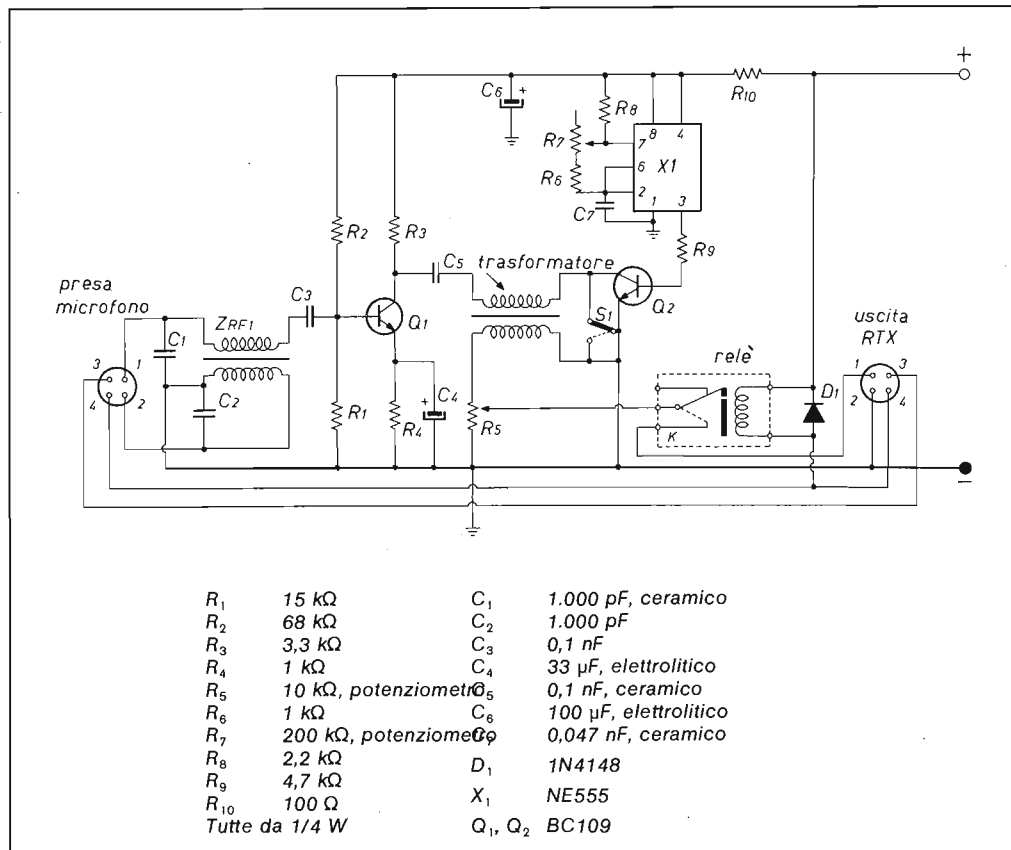 +
C6 +
R10
R8
R7
8 4
7
X1
6
R6
2
1 3
C7
R2
R3
R9
C5 trasformatore
presa
microfono
C3
ZRF1
Q1
Q2
S1
uscita
RTX
C1
relè
3 1
4 2
1 3
2 4
C2
+
C4
D1
R1
R4
R5
K
–
R1 15 kΩ C1 1.000 pF, ceramico
R2 68 kΩ C2 1.000 pF
R3 3,3 kΩ C3 0,1 nF
R4 1 kΩ C4 33 µF, elettrolitico
R5 10 kΩ, potenziometro C5 0,1 nF, ceramico
R6 1 kΩ C6 100 µF, elettrolitico
R7 200 kΩ, potenziometro C7 0,047 nF, ceramico
R8 2,2 kΩ D1 1N4148
R9 4,7 kΩ X1 NE555
R10 100 Ω
Tutte da 1/4 W Q1, Q2 BC109